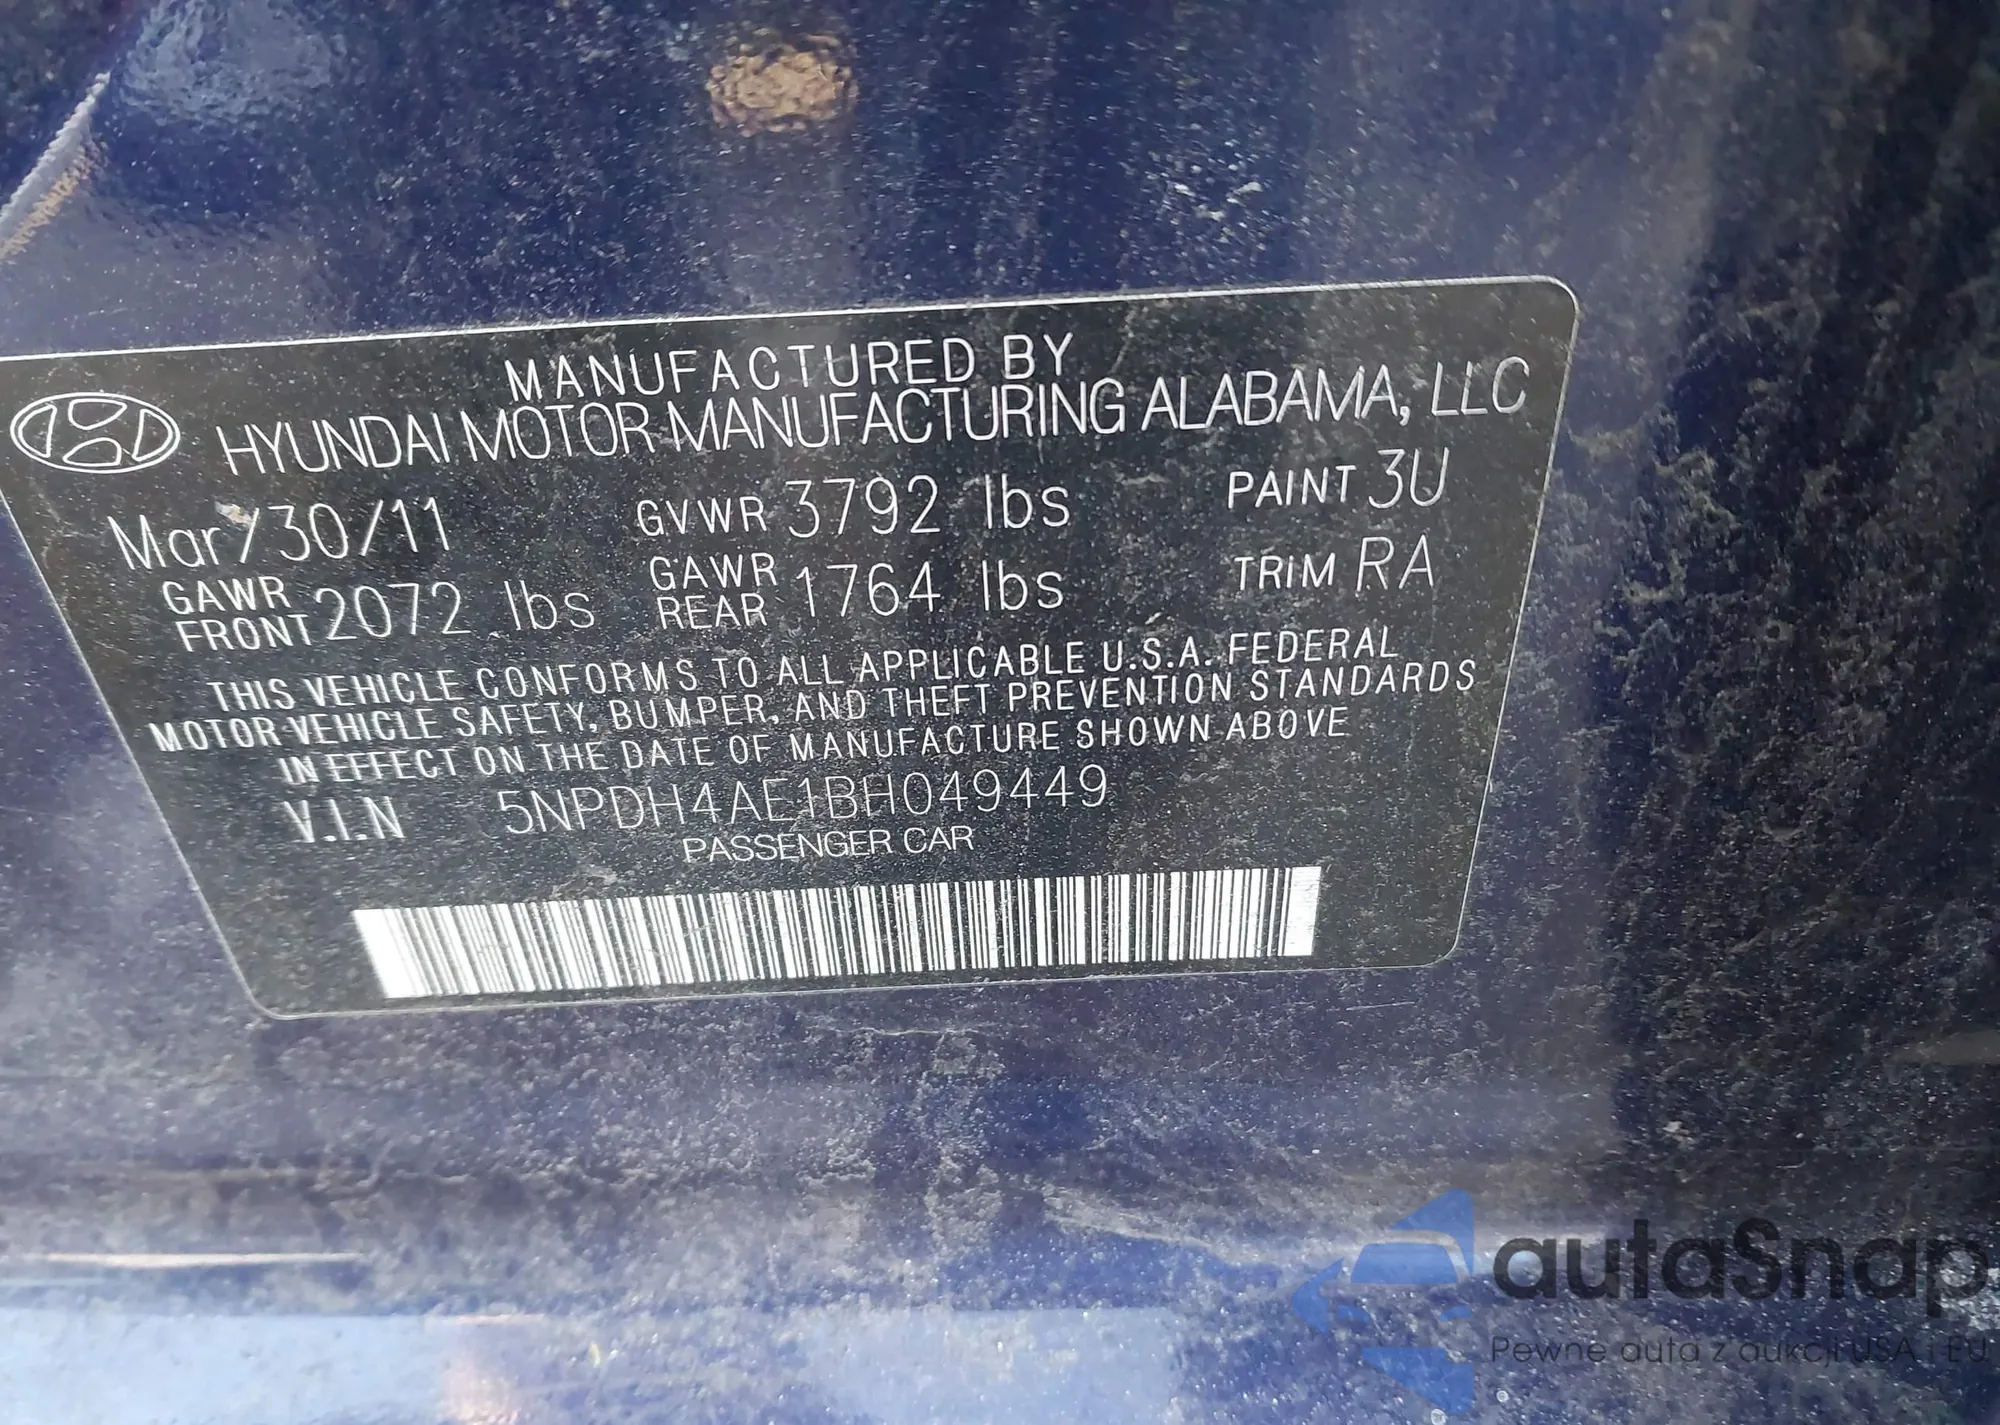 MANUFACTURED BY
HYUNDAI MOTOR MANUFACTURING ALABAMA, LLC
Mar/30/11 GVWR 3792 lbs PAINT 3U
GAWR FRONT 2072 lbs GAWR REAR 1764 lbs TRIM RA
THIS VEHICLE CONFORMS TO ALL APPLICABLE U.S.A. FEDERAL
MOTOR VEHICLE SAFETY, BUMPER, AND THEFT PREVENTION STANDARDS
IN EFFECT ON THE DATE OF MANUFACTURE SHOWN ABOVE
V.I.N 5NPDH4AE1BH049449
PASSENGER CAR
autaSnap
Pewne auta z aukcji USA i EU